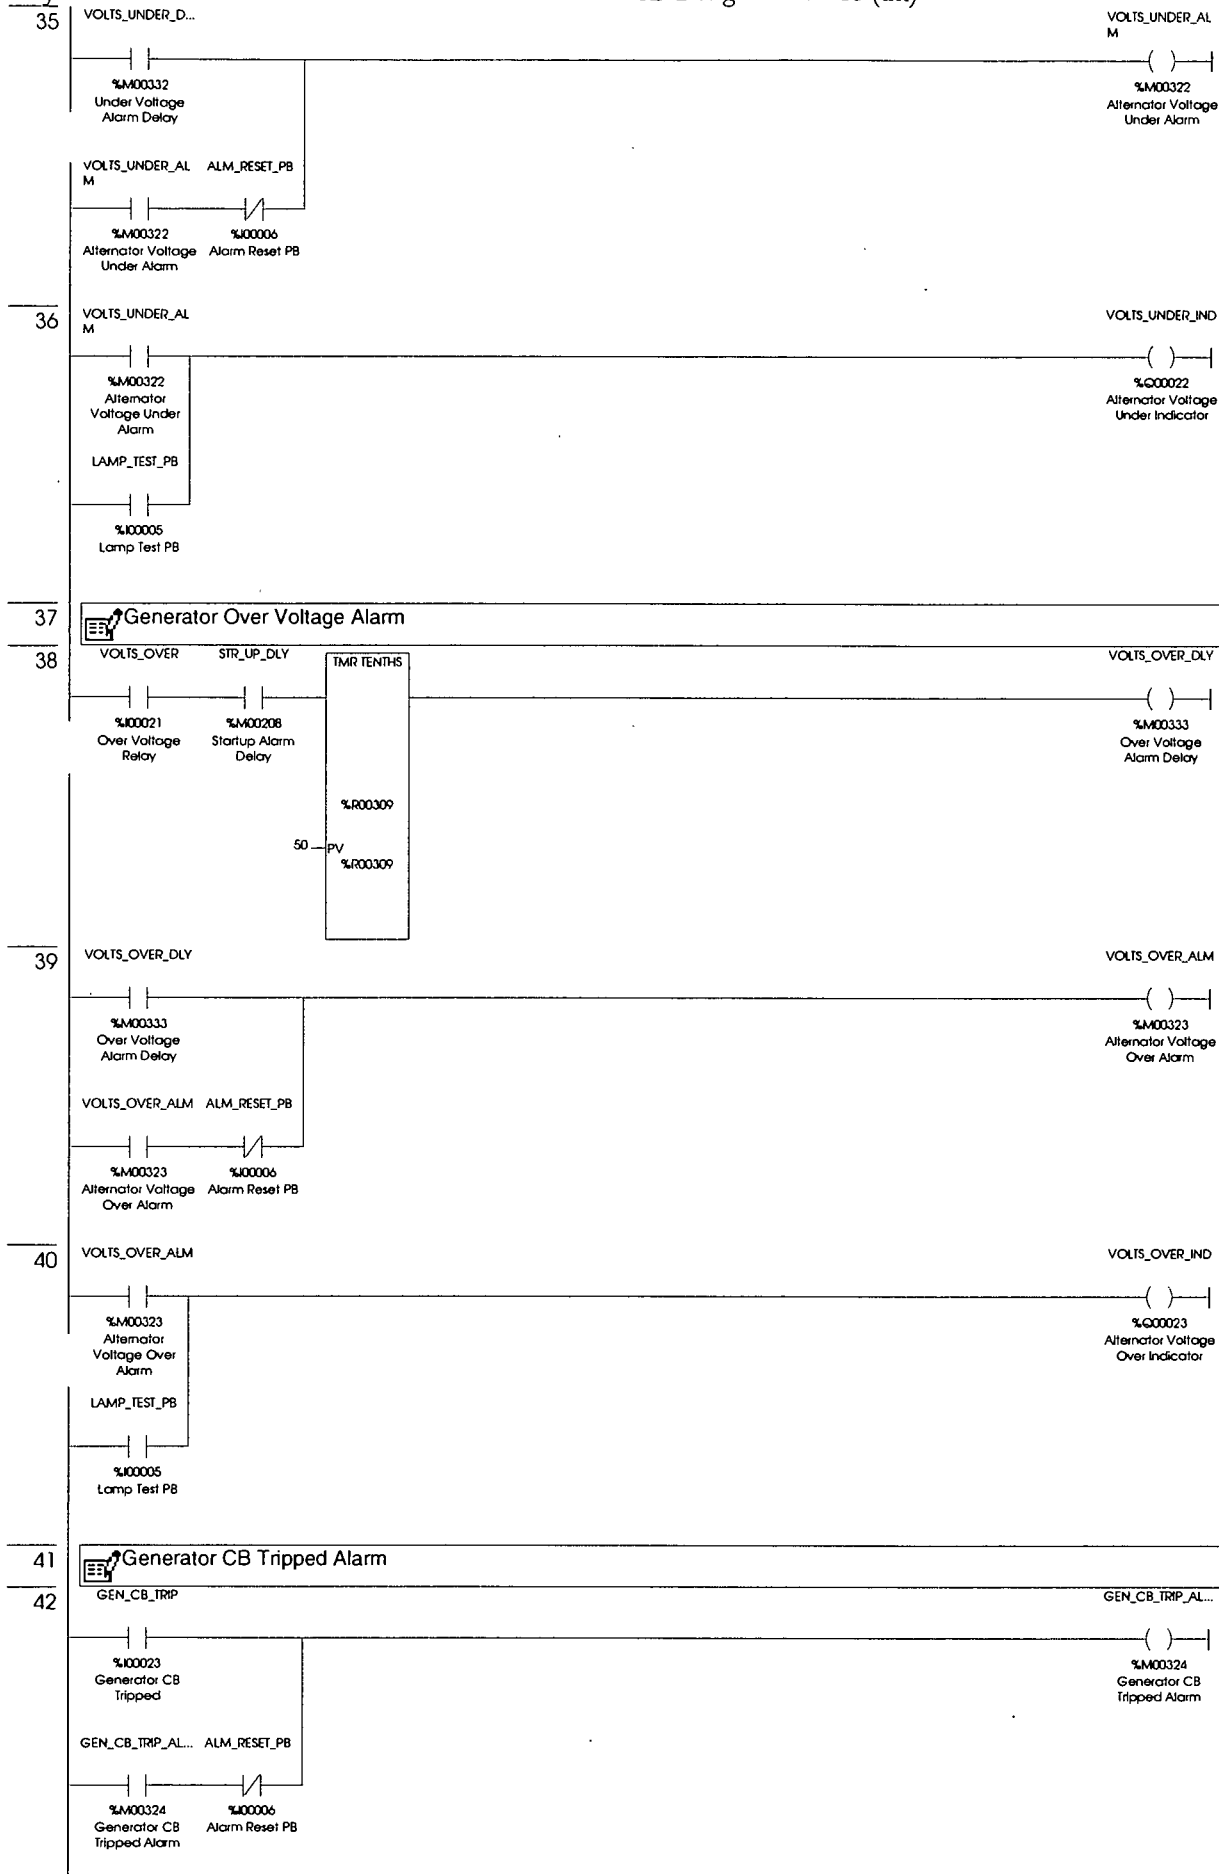 35
VOLTS_UNDER_D...
VOLTS_UNDER_AL
M
%M00332
Under Voltage
Alarm Delay
%M00322
Alternator Voltage
Under Alarm
VOLTS_UNDER_AL
M
ALM_RESET_PB
%M00322
Alternator Voltage
Under Alarm
%I00006
Alarm Reset PB
36
VOLTS_UNDER_AL
M
VOLTS_UNDER_IND
%M00322
Alternator
Voltage Under
Alarm
%Q00022
Alternator Voltage
Under Indicator
LAMP_TEST_PB
%I00005
Lamp Test PB
37
Generator Over Voltage Alarm
38
VOLTS_OVER
STR_UP_DLY
TMR TENTHS
VOLTS_OVER_DLY
%I00021
Over Voltage
Relay
%M00208
Startup Alarm
Delay
%M00333
Over Voltage
Alarm Delay
%R00309
50
PV
%R00309
39
VOLTS_OVER_DLY
VOLTS_OVER_ALM
%M00333
Over Voltage
Alarm Delay
%M00323
Alternator Voltage
Over Alarm
VOLTS_OVER_ALM
ALM_RESET_PB
%M00323
Alternator Voltage
Over Alarm
%I00006
Alarm Reset PB
40
VOLTS_OVER_ALM
VOLTS_OVER_IND
%M00323
Alternator
Voltage Over
Alarm
%Q00023
Alternator Voltage
Over Indicator
LAMP_TEST_PB
%I00005
Lamp Test PB
41
Generator CB Tripped Alarm
42
GEN_CB_TRIP
GEN_CB_TRIP_AL...
%I00023
Generator CB
Tripped
%M00324
Generator CB
Tripped Alarm
GEN_CB_TRIP_AL...
ALM_RESET_PB
%M00324
Generator CB
Tripped Alarm
%I00006
Alarm Reset PB